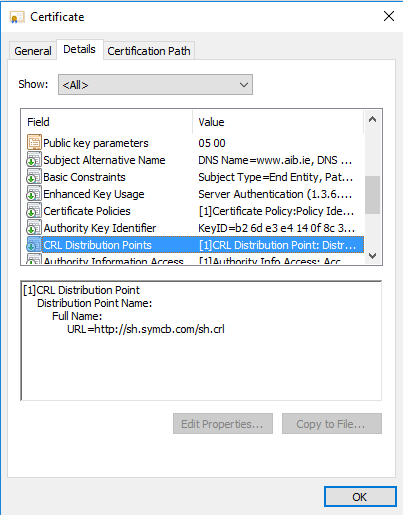 Certificate
General Details Certification Path
Show: <All>
Field Value
Public key parameters 05 00
Subject Alternative Name DNS Name=www.aib.ie, DNS ...
Basic Constraints Subject Type=End Entity, Pat...
Enhanced Key Usage Server Authentication (1.3.6....
Certificate Policies [1]Certificate Policy:Policy Ide...
Authority Key Identifier KeyID=b2 6d e3 e4 14 0f 8c 3...
CRL Distribution Points [1]CRL Distribution Point: Distr...
Authority Information Access [1]Authority Info Access: Acc...
[1]CRL Distribution Point
Distribution Point Name:
Full Name:
URL=http://sh.symcb.com/sh.crl
Edit Properties... Copy to File...
OK